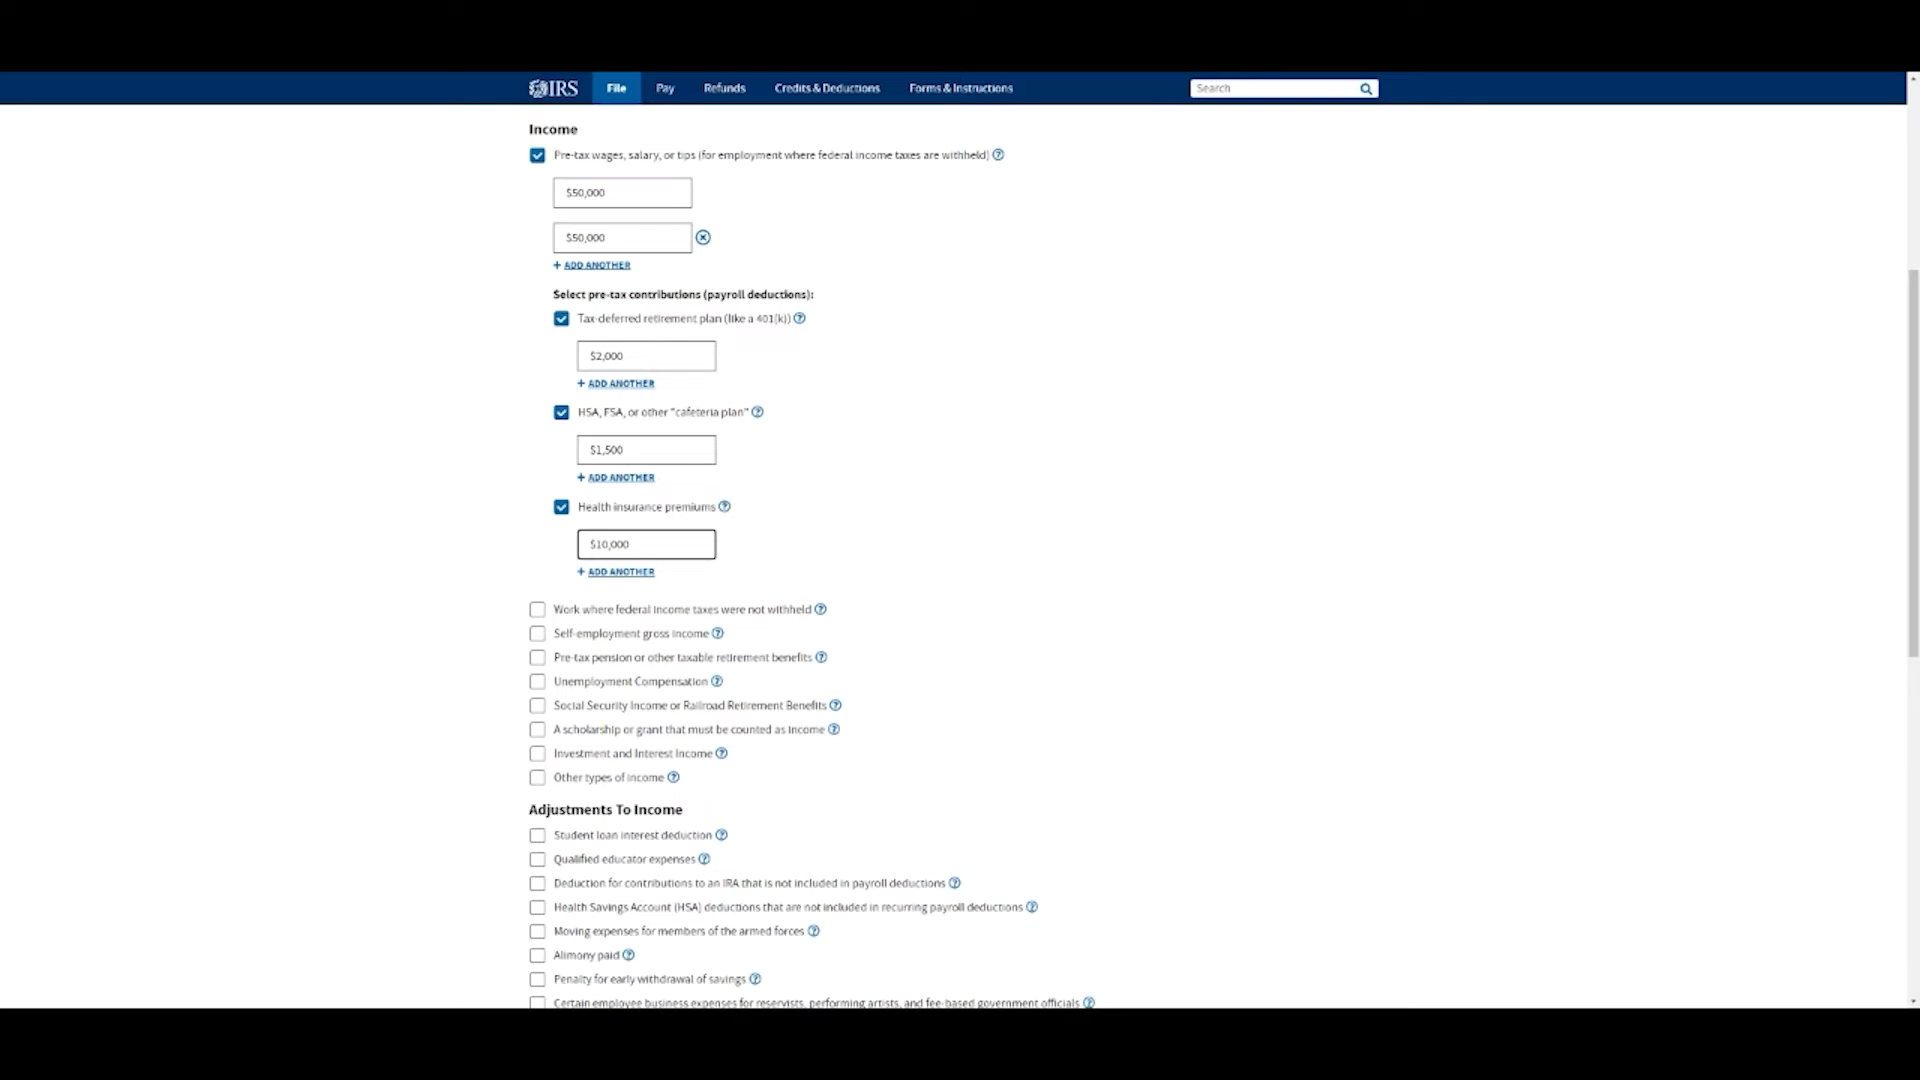 IRS File Pay Refunds Credits & Deductions Forms & Instructions Search
Income
Pre-tax wages, salary, or tips (for employment where federal income taxes are withheld)
$50,000
$50,000
+ ADD ANOTHER
Select pre-tax contributions (payroll deductions):
Tax-deferred retirement plan (like a 401(k))
$2,000
+ ADD ANOTHER
HSA, FSA, or other "cafeteria plan"
$1,500
+ ADD ANOTHER
Health insurance premiums
$10,000
+ ADD ANOTHER
Work where federal income taxes were not withheld
Self-employment gross income
Pre-tax pension or other taxable retirement benefits
Unemployment Compensation
Social Security Income or Railroad Retirement Benefits
A scholarship or grant that must be counted as income
Investment and Interest Income
Other types of income
Adjustments To Income
Student loan interest deduction
Qualified educator expenses
Deduction for contributions to an IRA that is not included in payroll deductions
Health Savings Account (HSA) deductions that are not included in recurring payroll deductions
Moving expenses for members of the armed forces
Alimony paid
Penalty for early withdrawal of savings
Certain employee business expenses for reservists, performing artists, and fee-based government officials